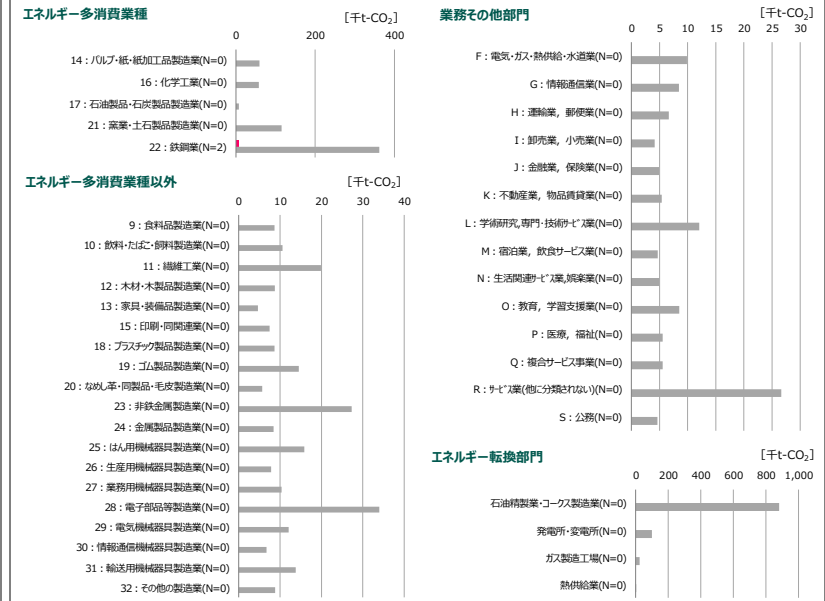 エネルギー多消費業種
[千t-CO₂]
0 200 400
14：パルプ・紙・紙加工品製造業(N=0)
16：化学工業(N=0)
17：石油製品・石炭製品製造業(N=0)
21：窯業・土石製品製造業(N=0)
22：鉄鋼業(N=2)
エネルギー多消費業種以外
[千t-CO₂]
0 10 20 30 40
9：食料品製造業(N=0)
10：飲料・たばこ・飼料製造業(N=0)
11：繊維工業(N=0)
12：木材・木製品製造業(N=0)
13：家具・装備品製造業(N=0)
15：印刷・同関連業(N=0)
18：プラスチック製品製造業(N=0)
19：ゴム製品製造業(N=0)
20：なめし革・同製品・毛皮製造業(N=0)
23：非鉄金属製造業(N=0)
24：金属製品製造業(N=0)
25：はん用機械器具製造業(N=0)
26：生産用機械器具製造業(N=0)
27：業務用機械器具製造業(N=0)
28：電子部品等製造業(N=0)
29：電気機械器具製造業(N=0)
30：情報通信機械器具製造業(N=0)
31：輸送用機械器具製造業(N=0)
32：その他の製造業(N=0)
業務その他部門
[千t-CO₂]
0 5 10 15 20 25 30
F：電気・ガス・熱供給・水道業(N=0)
G：情報通信業(N=0)
H：運輸業，郵便業(N=0)
I：卸売業，小売業(N=0)
J：金融業，保険業(N=0)
K：不動産業，物品賃貸業(N=0)
L：学術研究,専門・技術ｻｰﾋﾞｽ業(N=0)
M：宿泊業，飲食サービス業(N=0)
N：生活関連ｻｰﾋﾞｽ業,娯楽業(N=0)
O：教育，学習支援業(N=0)
P：医療，福祉(N=0)
Q：複合サービス事業(N=0)
R：ｻｰﾋﾞｽ業(他に分類されない)(N=0)
S：公務(N=0)
エネルギー転換部門
[千t-CO₂]
0 200 400 600 800 1,000
石油精製業・コークス製造業(N=0)
発電所・変電所(N=0)
ガス製造工場(N=0)
熱供給業(N=0)